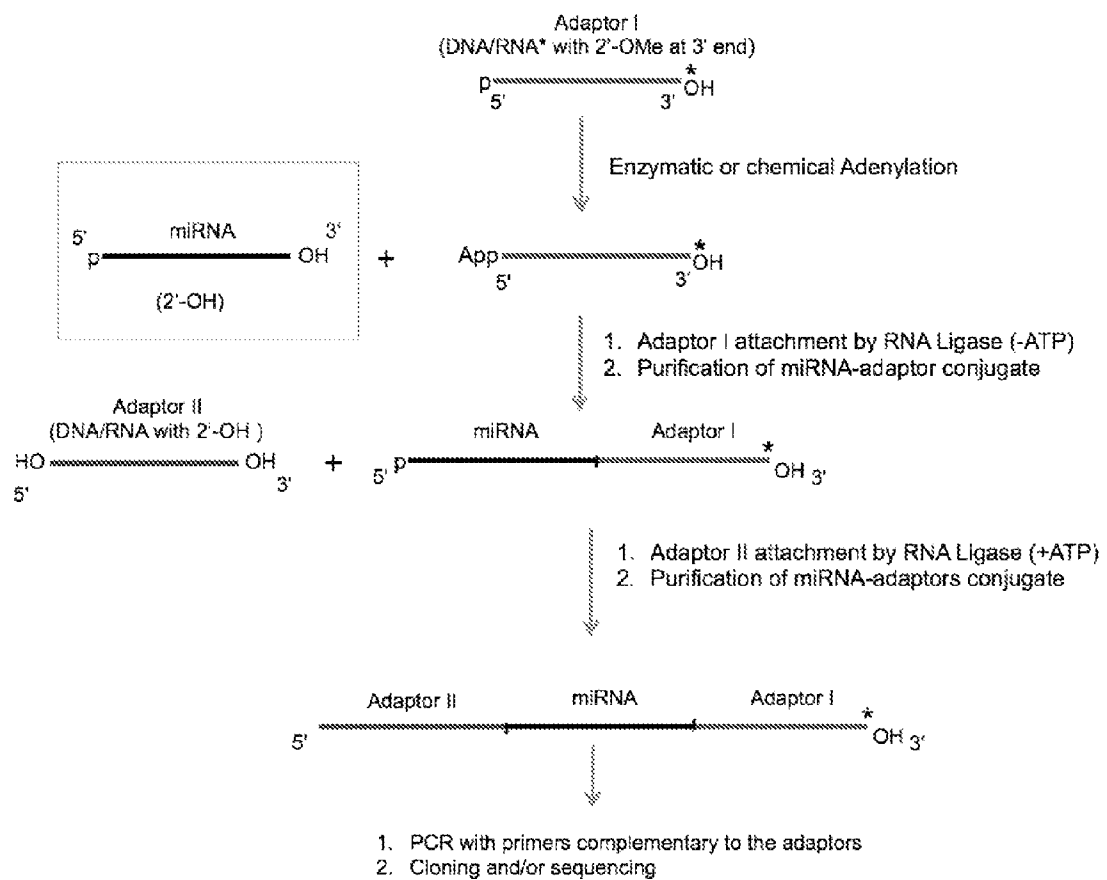 Adaptor I
(DNA/RNA* with 2'-OMe at 3' end)
*
p OH
5' 3'
Enzymatic or chemical Adenylation
5' miRNA 3'
p OH
(2'-OH)
+
*
App OH
5' 3'
1. Adaptor I attachment by RNA Ligase (-ATP)
2. Purification of miRNA-adaptor conjugate
Adaptor II
(DNA/RNA with 2'-OH )
HO OH
5' 3'
+
miRNA Adaptor I
*
5' p OH 3'
1. Adaptor II attachment by RNA Ligase (+ATP)
2. Purification of miRNA-adaptors conjugate
Adaptor II miRNA Adaptor I
*
5' OH 3'
1. PCR with primers complementary to the adaptors
2. Cloning and/or sequencing